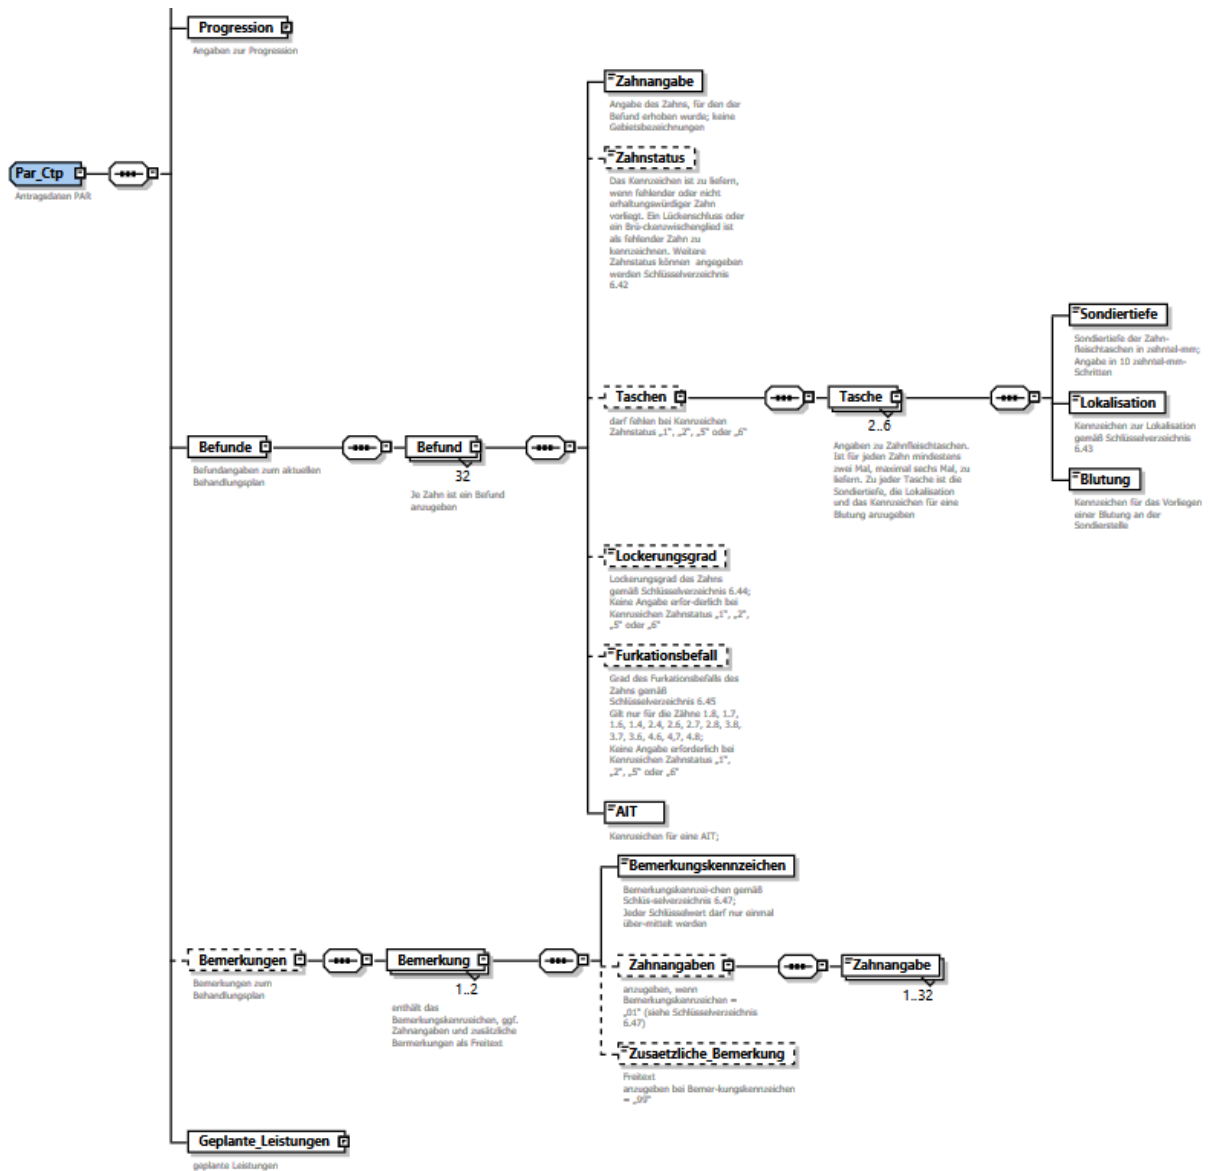 Progression
Angaben zur Progression
Par_Ctp
Antragsdaten PAR
Zahnangabe
Angabe des Zahns, für den der
Befund erhoben wurde; keine
Gebietsbezeichnungen
Zahnstatus
Das Kennzeichen ist zu liefern,
wenn fehlender oder nicht
erhaltungswürdiger Zahn
vorliegt. Ein Lückenschluss oder
ein Brü-ckenzwischenglied ist
als fehlender Zahn zu
kennzeichnen. Weitere
Zahnstatus können angegeben
werden Schlüsselverzeichnis
6.42
Taschen
darf fehlen bei Kennzeichen
Zahnstatus „1“, „2“, „5“ oder „6“
Tasche
2..6
Angaben zu Zahnfleischtaschen.
Ist für jeden Zahn mindestens
zwei Mal, maximal sechs Mal, zu
liefern. Zu jeder Tasche ist die
Sondiertiefe, die Lokalisation
und das Kennzeichen für eine
Blutung anzugeben
Sondiertiefe
Sondiertiefe der Zahn-
fleischtaschen in zehntel-mm;
Angabe in 10 zehntel-mm-
Schritten
Lokalisation
Kennzeichen zur Lokalisation
gemäß Schlüsselverzeichnis
6.43
Blutung
Kennzeichen für das Vorliegen
einer Blutung an der
Sondierstelle
Befunde
Befundangaben zum aktuellen
Behandlungsplan
Befund
32
Je Zahn ist ein Befund
anzugeben
Lockerungsgrad
Lockerungsgrad des Zahns
gemäß Schlüsselverzeichnis 6.44;
Keine Angabe erfor-derlich bei
Kennzeichen Zahnstatus „1“, „2“,
„5“ oder „6“
Furkationsbefall
Grad des Furkationsbefalls des
Zahns gemäß
Schlüsselverzeichnis 6.45
Gilt nur für die Zähne 1.8, 1.7,
1.6, 1.4, 2.4, 2.6, 2.7, 2.8, 3.8,
3.7, 3.6, 4.6, 4,7, 4.8;
Keine Angabe erforderlich bei
Kennzeichen Zahnstatus „1“,
„2“, „5“ oder „6“
AIT
Kennzeichen für eine AIT;
Bemerkungen
Bemerkungen zum
Behandlungsplan
Bemerkung
1..2
enthält das
Bemerkungskennzeichen, ggf.
Zahnangaben und zusätzliche
Bermerkungen als Freitext
Bemerkungskennzeichen
Bemerkungskennzei-chen gemäß
Schlüs-selverzeichnis 6.47;
Jeder Schlüsselwert darf nur einmal
über-mittelt werden
Zahnangaben
anzugeben, wenn
Bemerkungskennzeichen =
„01“ (siehe Schlüsselverzeichnis
6.47)
Zahnangabe
1..32
Zusaetzliche_Bemerkung
Freitext
anzugeben bei Bemer-kungskennzeichen
= „99“
Geplante_Leistungen
geplante Leistungen